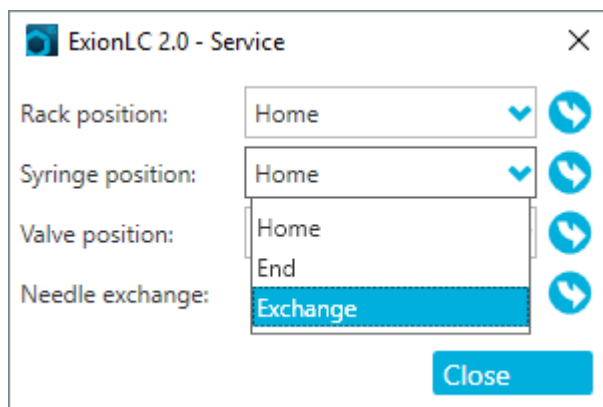 ExionLC 2.0 - Service
Rack position: Home
Syringe position: Home
Home
Valve position:
End
Needle exchange: Exchange
Close